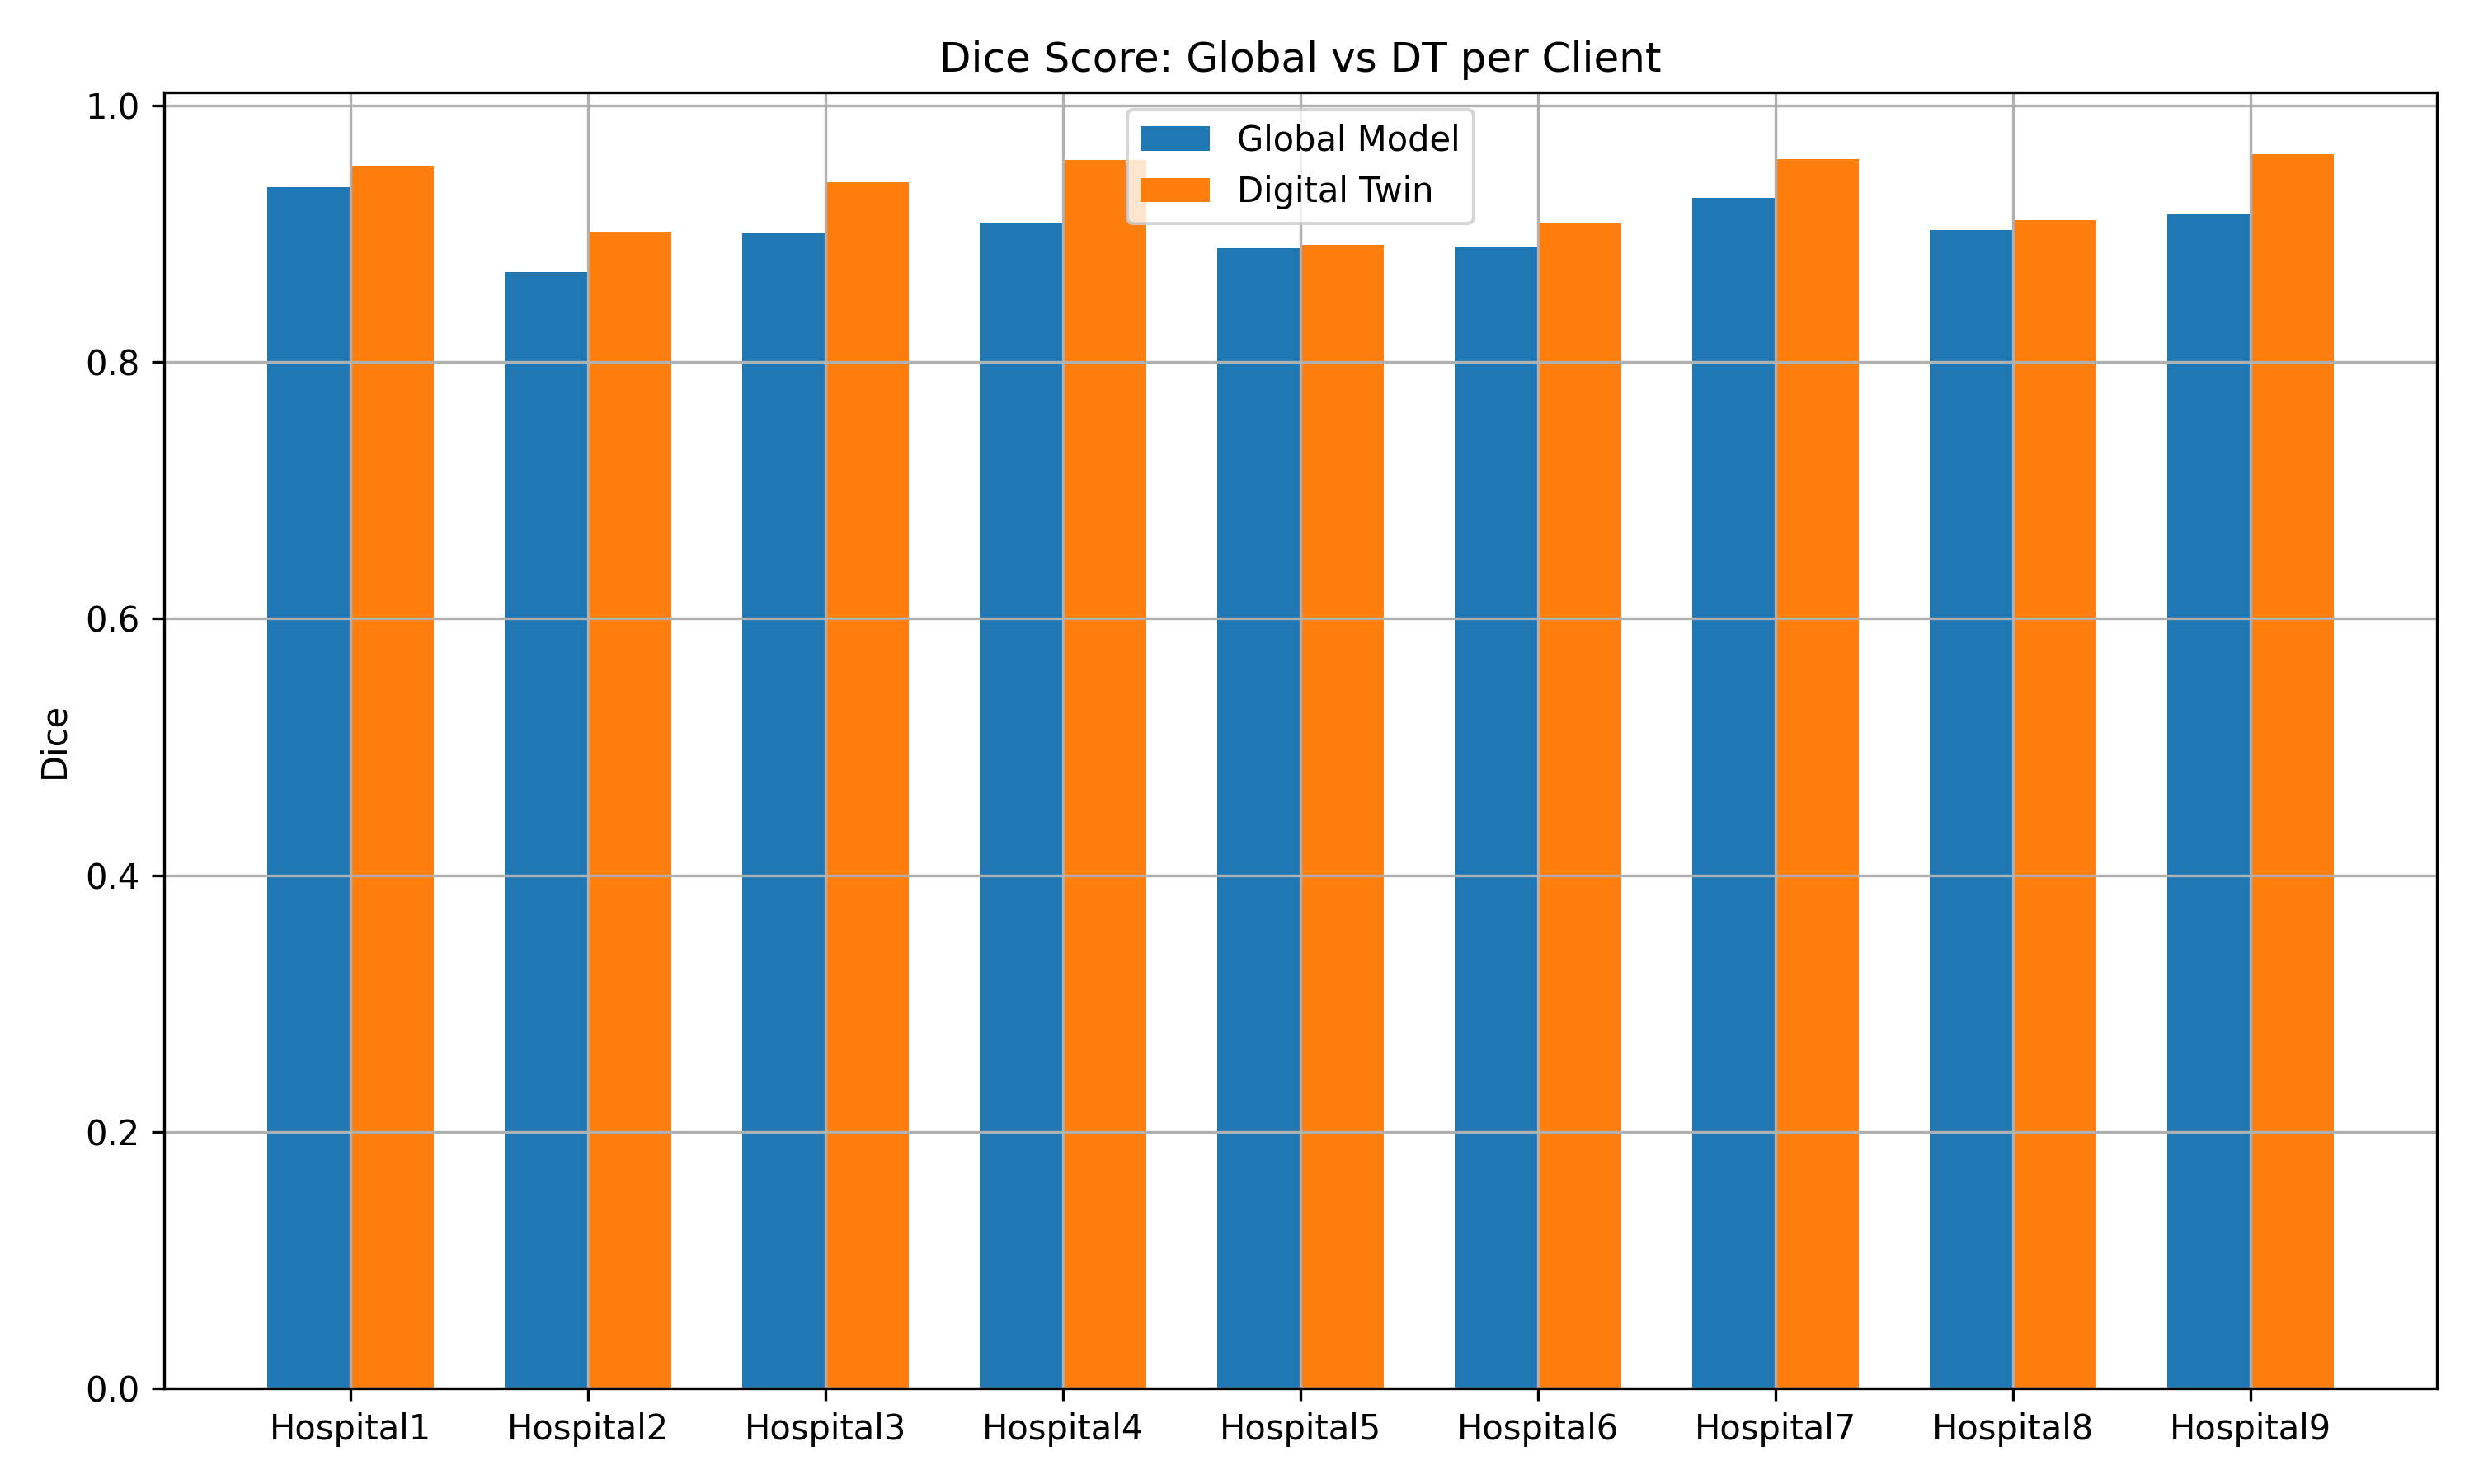 Dice Score: Global vs DT per Client
Global Model
Digital Twin
1.0
0.8
0.6
0.4
0.2
0.0
Dice
Hospital1
Hospital2
Hospital3
Hospital4
Hospital5
Hospital6
Hospital7
Hospital8
Hospital9